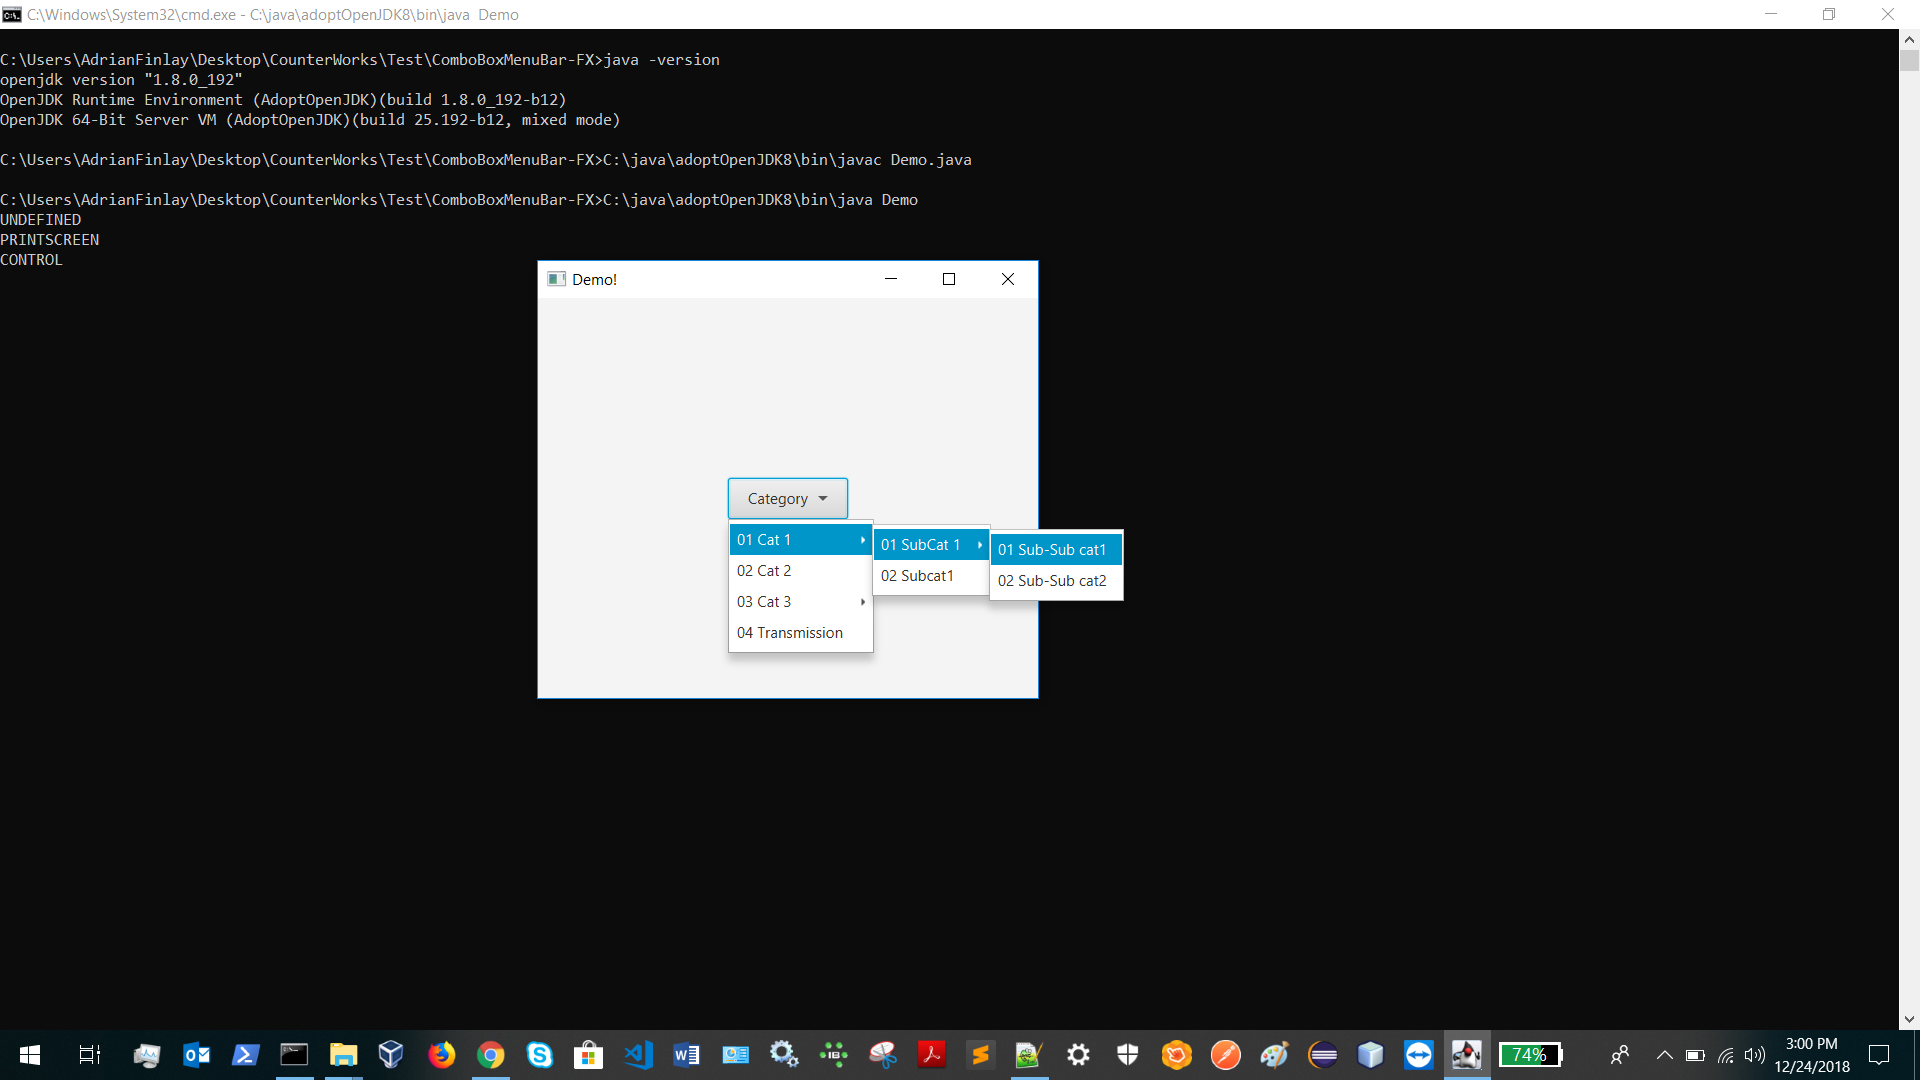 C:\Windows\System32\cmd.exe - C:\java\adoptOpenJDK8\bin\java  Demo
C:\Users\AdrianFinlay\Desktop\CounterWorks\Test\ComboBoxMenuBar-FX>java -version
openjdk version "1.8.0_192"
OpenJDK Runtime Environment (AdoptOpenJDK)(build 1.8.0_192-b12)
OpenJDK 64-Bit Server VM (AdoptOpenJDK)(build 25.192-b12, mixed mode)
C:\Users\AdrianFinlay\Desktop\CounterWorks\Test\ComboBoxMenuBar-FX>C:\java\adoptOpenJDK8\bin\javac Demo.java
C:\Users\AdrianFinlay\Desktop\CounterWorks\Test\ComboBoxMenuBar-FX>C:\java\adoptOpenJDK8\bin\java Demo
UNDEFINED
PRINTSCREEN
CONTROL
Demo!
Category
01 Cat 1
02 Cat 2
03 Cat 3
04 Transmission
01 SubCat 1
02 Subcat1
01 Sub-Sub cat1
02 Sub-Sub cat2
74%
3:00 PM
12/24/2018